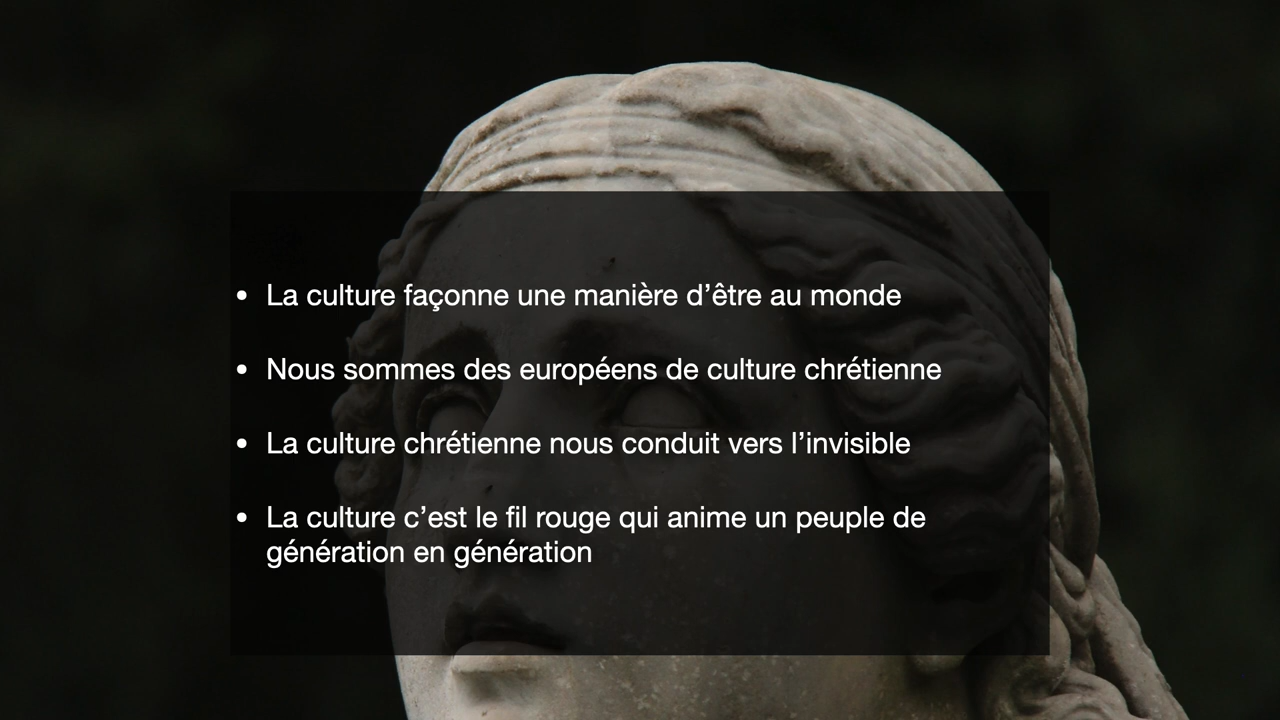 • La culture façonne une manière d’être au monde
• Nous sommes des européens de culture chrétienne
• La culture chrétienne nous conduit vers l’invisible
• La culture c’est le fil rouge qui anime un peuple de
génération en génération